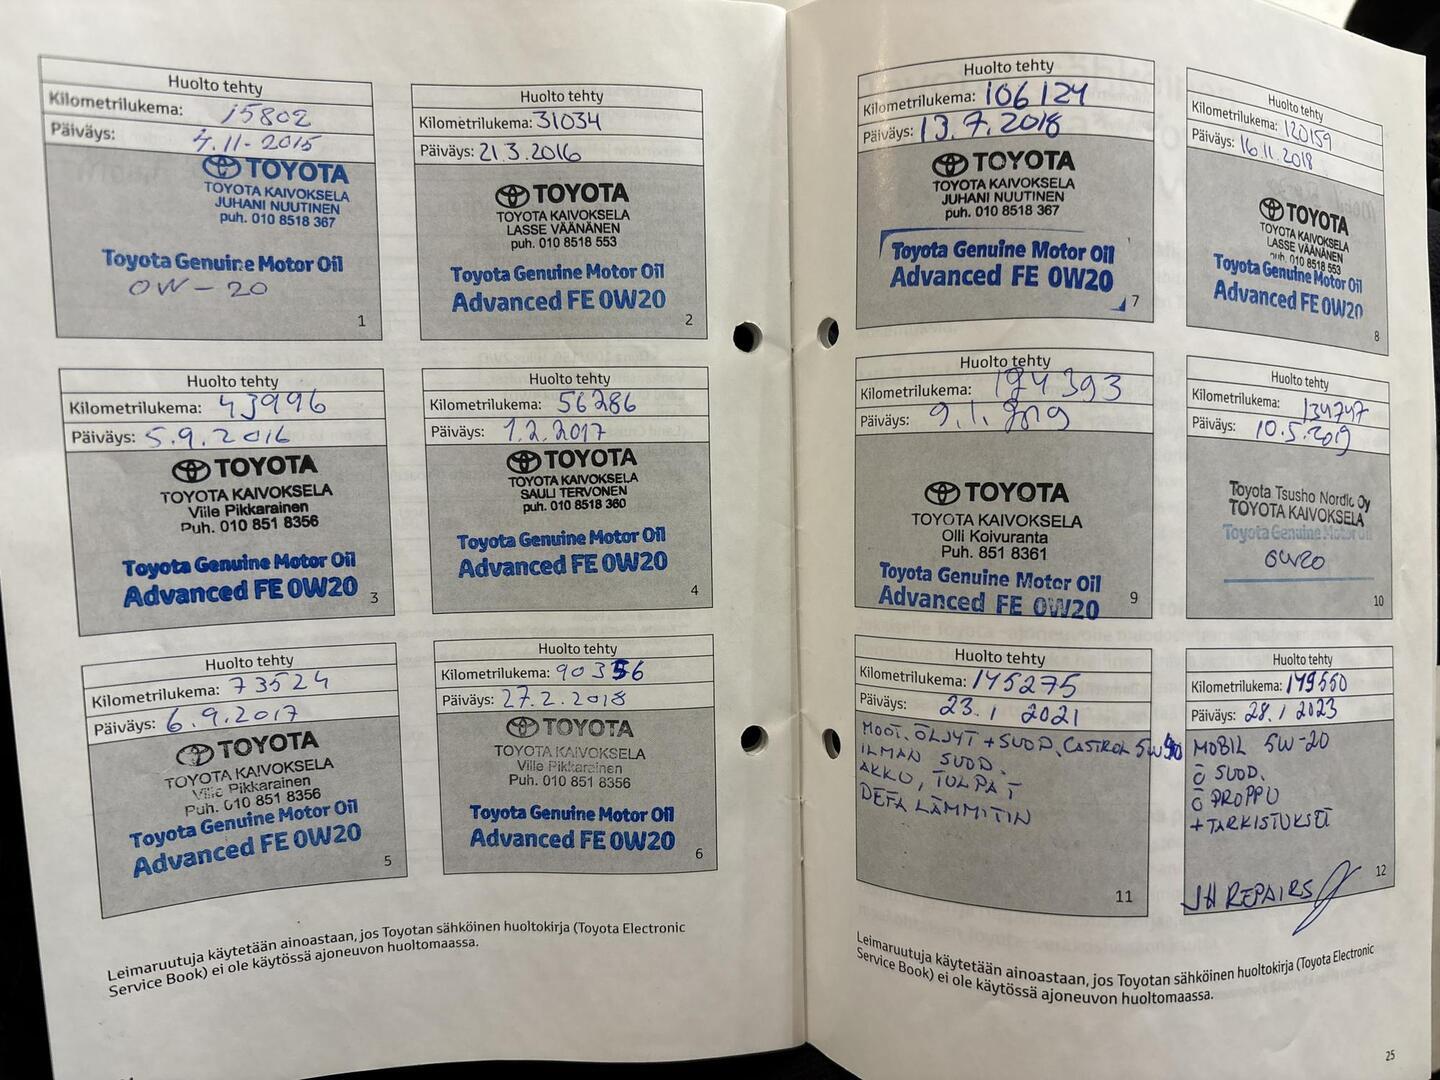 Huolto tehty
Kilometrilukema: 15802
Päiväys: 4.11-2015
TOYOTA
TOYOTA KAIVOKSELA
JUHANI NUUTINEN
puh. 010 8518 367
Toyota Genuine Motor Oil
0W-20
1
Huolto tehty
Kilometrilukema: 31034
Päiväys: 21.3.2016
TOYOTA
TOYOTA KAIVOKSELA
LASSE VÄÄNÄNEN
puh. 010 8518 553
Toyota Genuine Motor Oil
Advanced FE 0W20
2
Huolto tehty
Kilometrilukema: 43996
Päiväys: 5.9.2016
TOYOTA
TOYOTA KAIVOKSELA
Ville Pikkarainen
Puh. 010 851 8356
Toyota Genuine Motor Oil
Advanced FE 0W20
3
Huolto tehty
Kilometrilukema: 56286
Päiväys: 1.2.2017
TOYOTA
TOYOTA KAIVOKSELA
SAULI TERVONEN
puh. 010 8518 360
Toyota Genuine Motor Oil
Advanced FE 0W20
4
Huolto tehty
Kilometrilukema: 73524
Päiväys: 6.9.2017
TOYOTA
TOYOTA KAIVOKSELA
Ville Pikkarainen
Puh. 010 851 8356
Toyota Genuine Motor Oil
Advanced FE 0W20
5
Huolto tehty
Kilometrilukema: 90356
Päiväys: 27.2.2018
TOYOTA
TOYOTA KAIVOKSELA
Ville Pikkarainen
Puh. 010 851 8356
Toyota Genuine Motor Oil
Advanced FE 0W20
6
Leimaruutuja käytetään ainoastaan, jos Toyotan sähköinen huoltokirja (Toyota Electronic
Service Book) ei ole käytössä ajoneuvon huoltomaassa.
Huolto tehty
Kilometrilukema: 106124
Päiväys: 13.7.2018
TOYOTA
TOYOTA KAIVOKSELA
JUHANI NUUTINEN
puh. 010 8518 367
Toyota Genuine Motor Oil
Advanced FE 0W20
7
Huolto tehty
Kilometrilukema: 120159
Päiväys: 16.11.2018
TOYOTA
TOYOTA KAIVOKSELA
LASSE VÄÄNÄNEN
puh. 010 8518 553
Toyota Genuine Motor Oil
Advanced FE 0W20
8
Huolto tehty
Kilometrilukema:
Päiväys: 9.1.2019
TOYOTA
TOYOTA KAIVOKSELA
Olli Koivuranta
Puh. 851 8361
Toyota Genuine Motor Oil
Advanced FE 0W20
9
Huolto tehty
Kilometrilukema: 134747
Päiväys: 10.5.2019
Toyota Tsusho Nordic Oy
TOYOTA KAIVOKSELA
Toyota Genuine Motor Oil
0W20
10
Huolto tehty
Kilometrilukema: 145275
Päiväys: 23.1 2021
MOOT. ÖLJYT + SUOD. CASTROL
ILMAN SUOD.
AKKU, TULPAT
DEFA LÄMMITIN
11
Huolto tehty
Kilometrilukema: 149550
Päiväys: 28.1 2023
MOBIL 5W-20
Ö SUOD.
Ö PROPPU
+TARKISTUKSET
12
JH REPAIRS
Leimaruutuja käytetään ainoastaan, jos Toyotan sähköinen huoltokirja (Toyota Electronic
Service Book) ei ole käytössä ajoneuvon huoltomaassa.
25